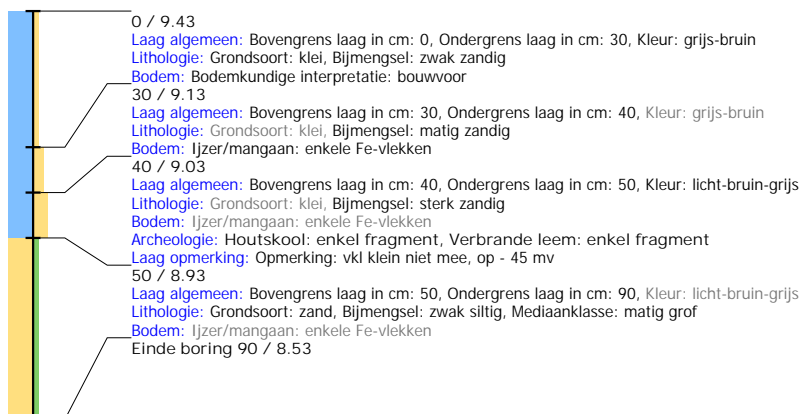 0 / 9.43
Laag algemeen: Bovengrens laag in cm: 0, Ondergrens laag in cm: 30, Kleur: grijs-bruin
Lithologie: Grondsoort: klei, Bijmengsel: zwak zandig
Bodem: Bodemkundige interpretatie: bouwvoor
30 / 9.13
Laag algemeen: Bovengrens laag in cm: 30, Ondergrens laag in cm: 40, Kleur: grijs-bruin
Lithologie: Grondsoort: klei, Bijmengsel: matig zandig
Bodem: Ijzer/mangaan: enkele Fe-vlekken
40 / 9.03
Laag algemeen: Bovengrens laag in cm: 40, Ondergrens laag in cm: 50, Kleur: licht-bruin-grijs
Lithologie: Grondsoort: klei, Bijmengsel: sterk zandig
Bodem: Ijzer/mangaan: enkele Fe-vlekken
Archeologie: Houtskool: enkel fragment, Verbrande leem: enkel fragment
Laag opmerking: Opmerking: vkl klein niet mee, op - 45 mv
50 / 8.93
Laag algemeen: Bovengrens laag in cm: 50, Ondergrens laag in cm: 90, Kleur: licht-bruin-grijs
Lithologie: Grondsoort: zand, Bijmengsel: zwak siltig, Mediaanklasse: matig grof
Bodem: Ijzer/mangaan: enkele Fe-vlekken
Einde boring 90 / 8.53